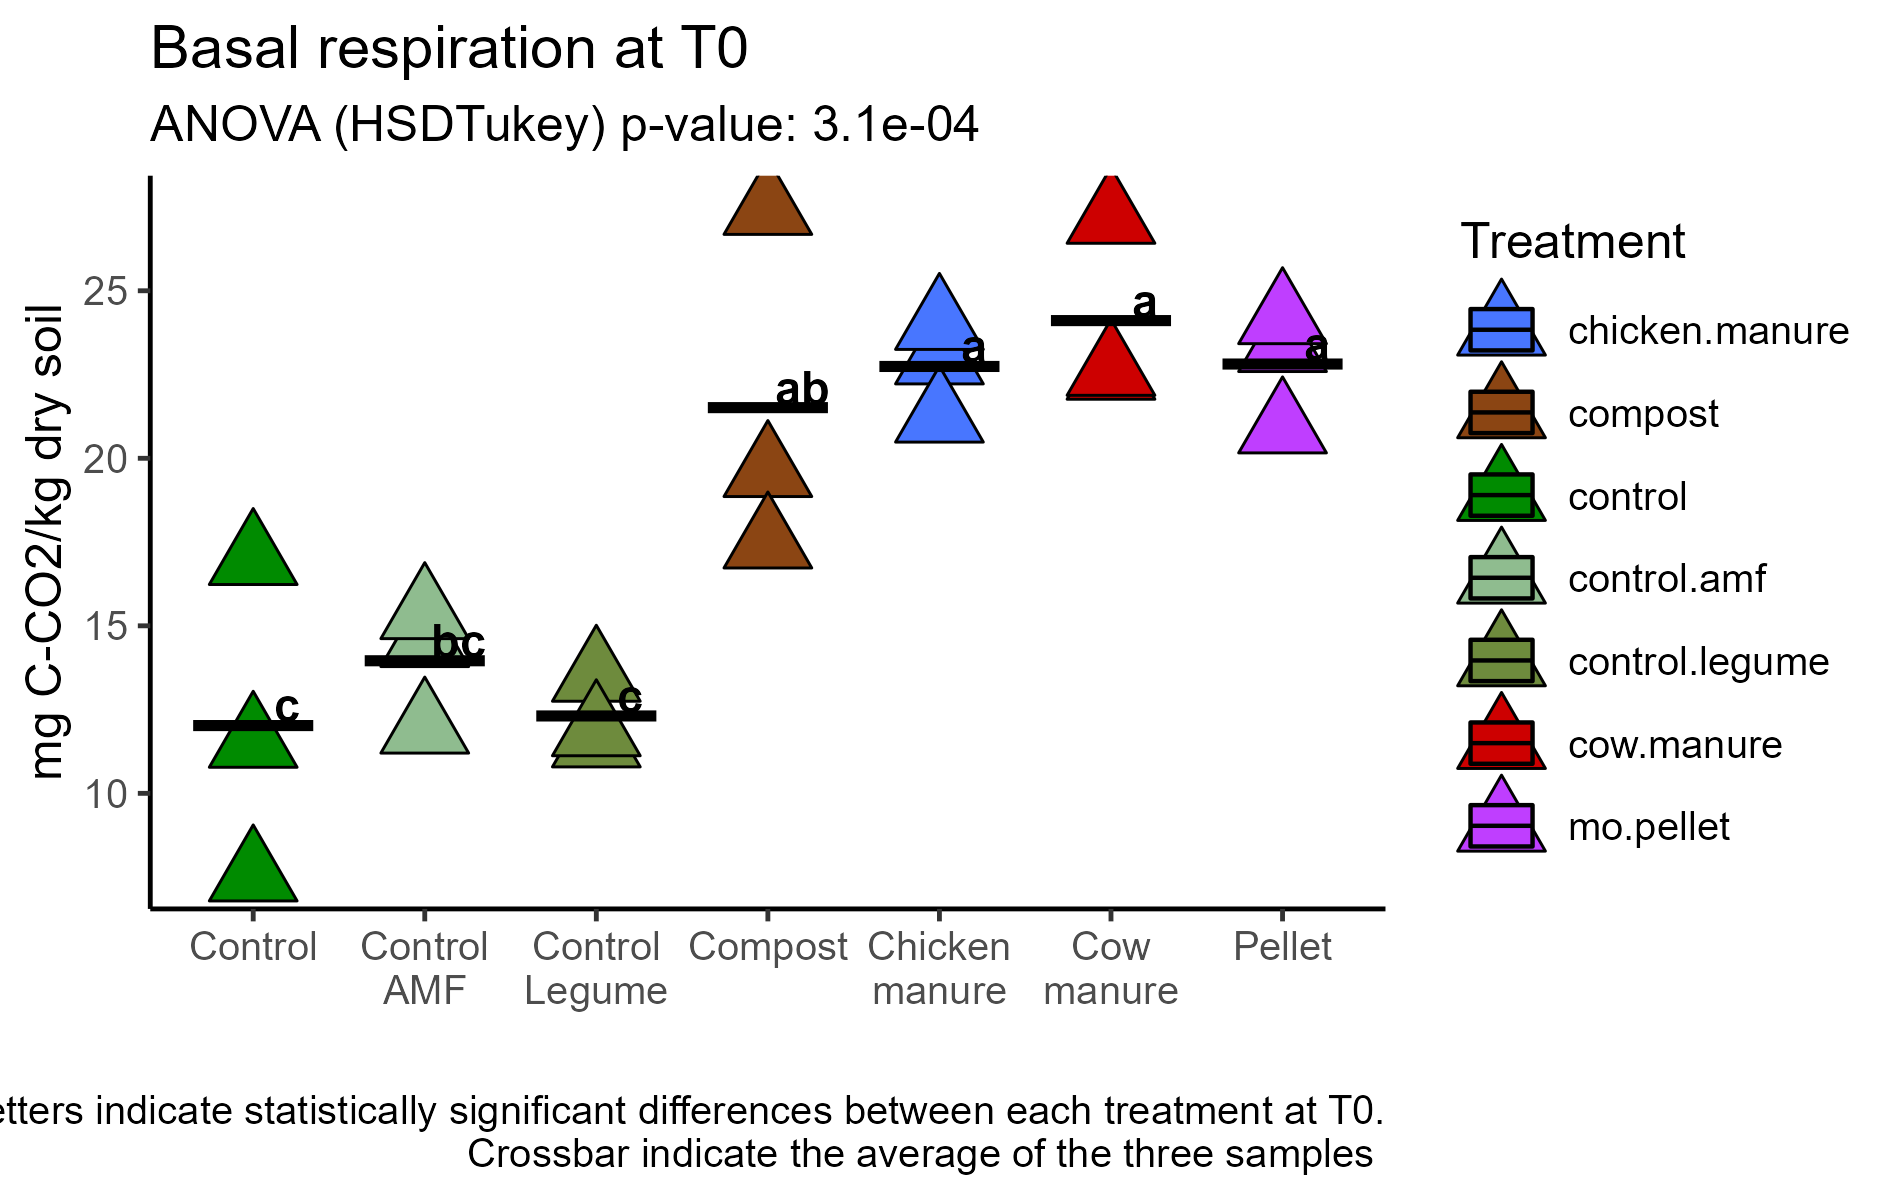 Basal respiration at T0
ANOVA (HSDTukey) p-value: 3.1e-04
mg C-CO2/kg dry soil
25
20
15
10
c
bc
c
ab
a
a
a
Control
Control
AMF
Control
Legume
Compost
Chicken
manure
Cow
manure
Pellet
Treatment
chicken.manure
compost
control
control.amf
control.legume
cow.manure
mo.pellet
etters indicate statistically significant differences between each treatment at T0.
Crossbar indicate the average of the three samples